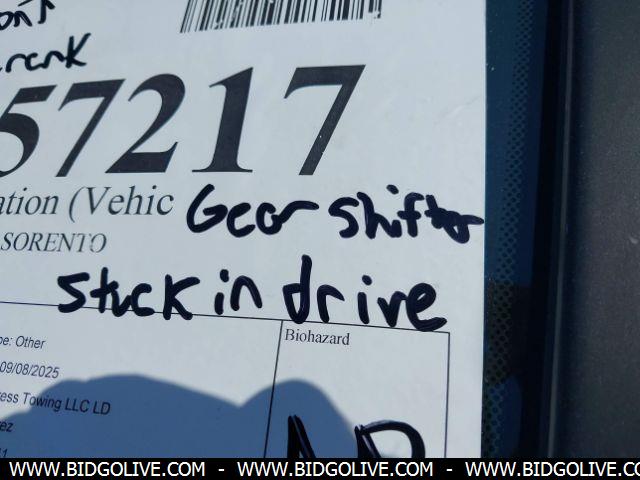 57217
(Vehic Gear Shifter
SORENTO
stuck in drive
Other
09/08/2025
Biohazard
Towing LLC LD
WWW.BIDGOLIVE.COM - WWW.BIDGOLIVE.COM - WWW.BIDGOLIVE.COM